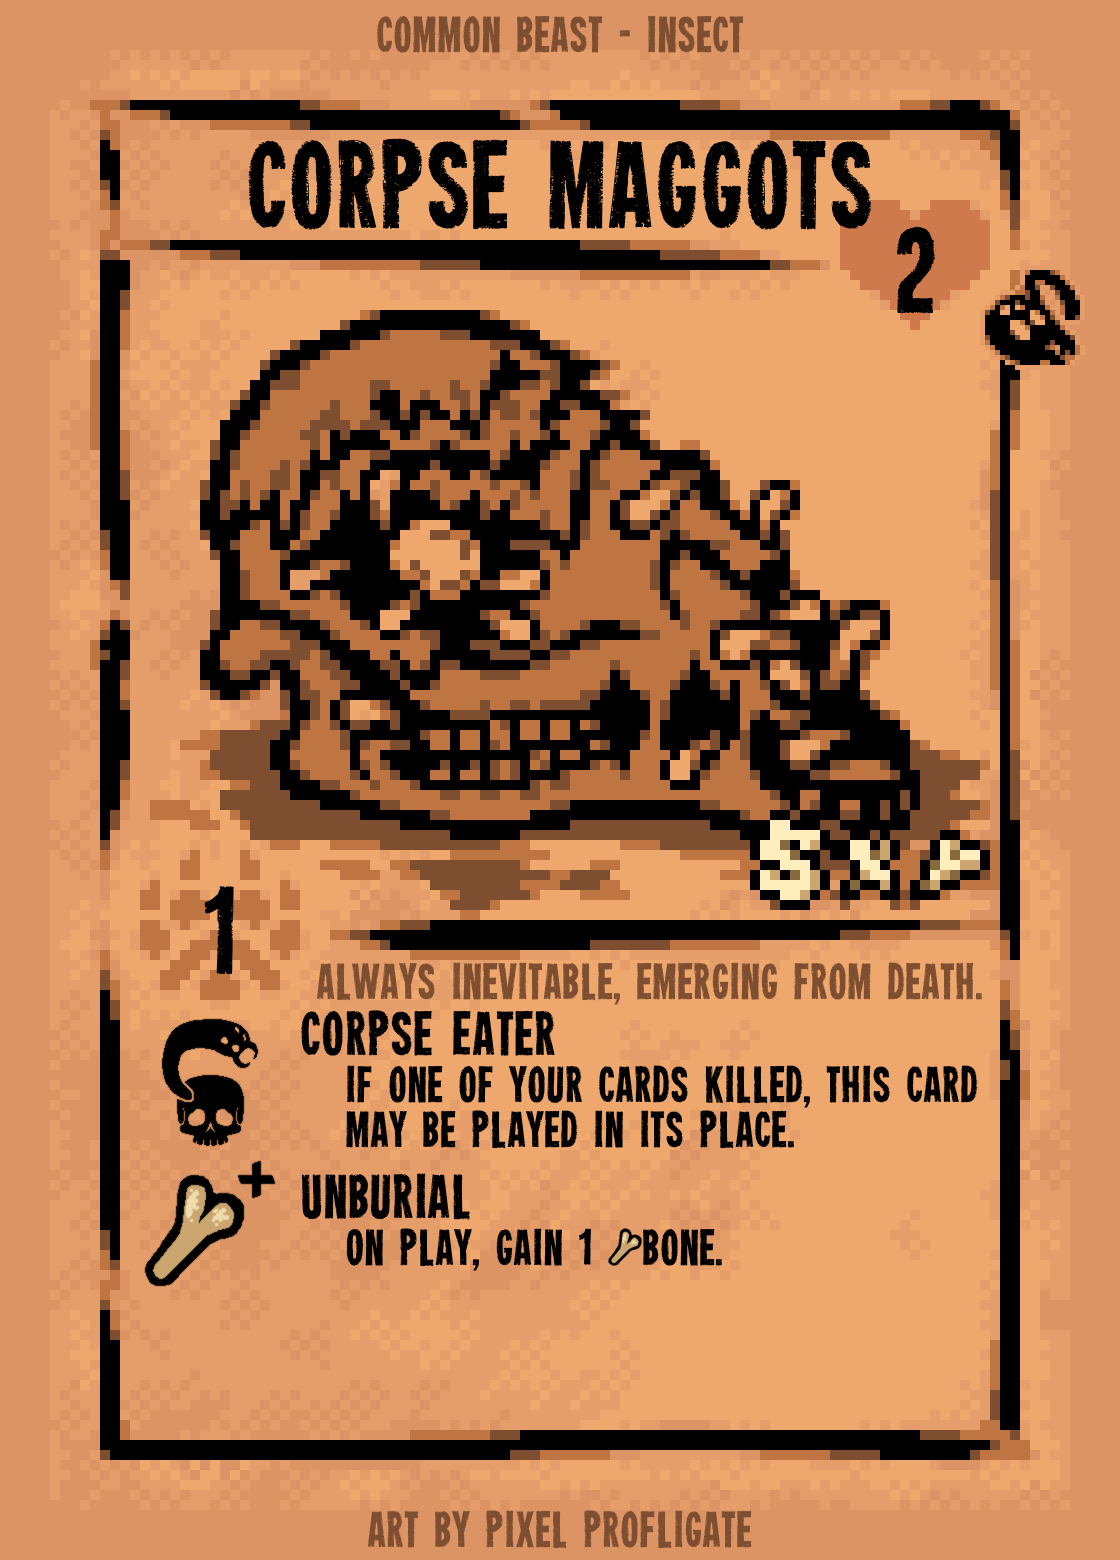 COMMON BEAST - INSECT
CORPSE MAGGOTS
2
5 X
1
ALWAYS INEVITABLE, EMERGING FROM DEATH.
CORPSE EATER
IF ONE OF YOUR CARDS KILLED, THIS CARD
MAY BE PLAYED IN ITS PLACE.
+
UNBURIAL
ON PLAY, GAIN 1 BONE.
ART BY PIXEL PROFLIGATE